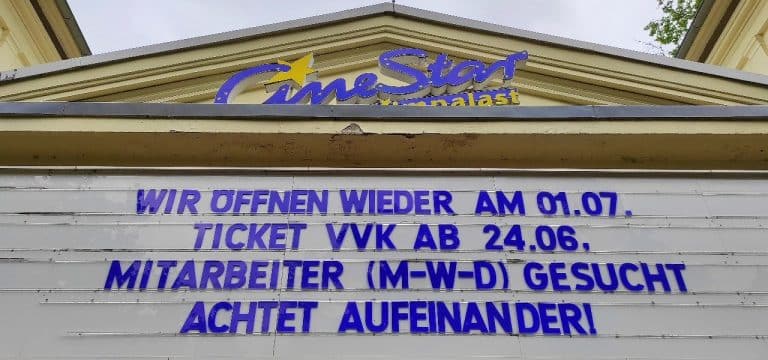 CineStar
WIR ÖFFNEN WIEDER AM 01.07.
TICKET VVK AB 24.06.
MITARBEITER (M-W-D) GESUCHT
ACHTET AUFEINANDER!